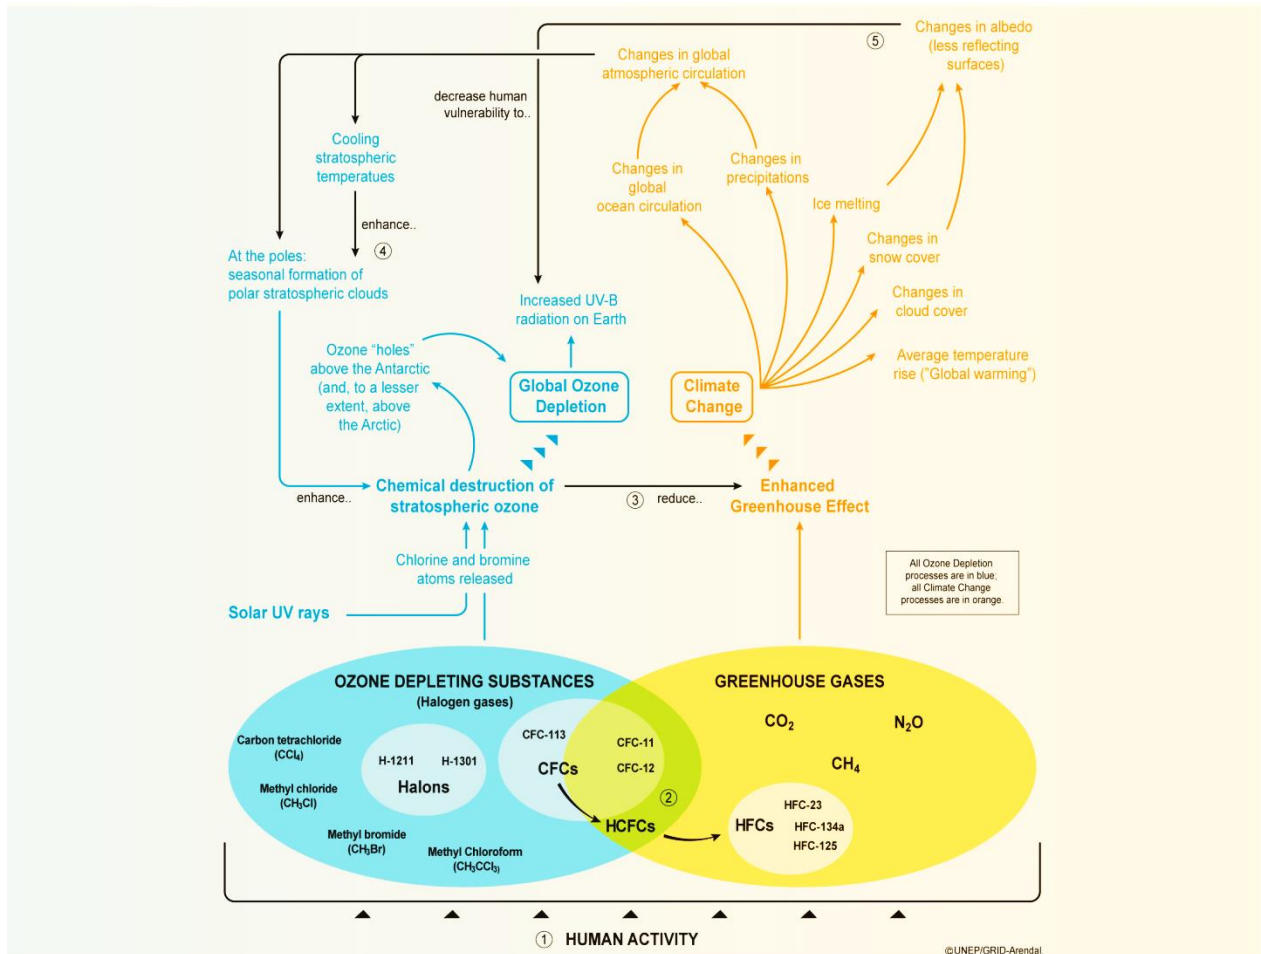 Changes in albedo
(less reflecting
surfaces)
⑤
Changes in global
atmospheric circulation
decrease human
vulnerability to..
Cooling
stratospheric
temperatues
Changes in
global
ocean circulation
Changes in
precipitations
Ice melting
enhance..
④
Changes in
snow cover
At the poles:
seasonal formation of
polar stratospheric clouds
Changes in
cloud cover
Increased UV-B
radiation on Earth
Ozone “holes”
above the Antarctic
(and, to a lesser
extent, above
the Arctic)
Average temperature
rise ("Global warming")
Global Ozone
Depletion
Climate
Change
enhance..
Chemical destruction of
stratospheric ozone
③ reduce..
Enhanced
Greenhouse Effect
Chlorine and bromine
atoms released
Solar UV rays
All Ozone Depletion
processes are in blue;
all Climate Change
processes are in orange.
OZONE DEPLETING SUBSTANCES
(Halogen gases)
GREENHOUSE GASES
Carbon tetrachloride
(CCl₄)
H-1211 H-1301
Halons
Methyl chloride
(CH₃Cl)
Methyl bromide
(CH₃Br)
Methyl Chloroform
(CH₃CCl₃)
CFC-113
CFCs
CFC-11
CFC-12
②
HCFCs
CO₂
N₂O
CH₄
HFC-23
HFCs HFC-134a
HFC-125
① HUMAN ACTIVITY
©UNEP/GRID-Arendal